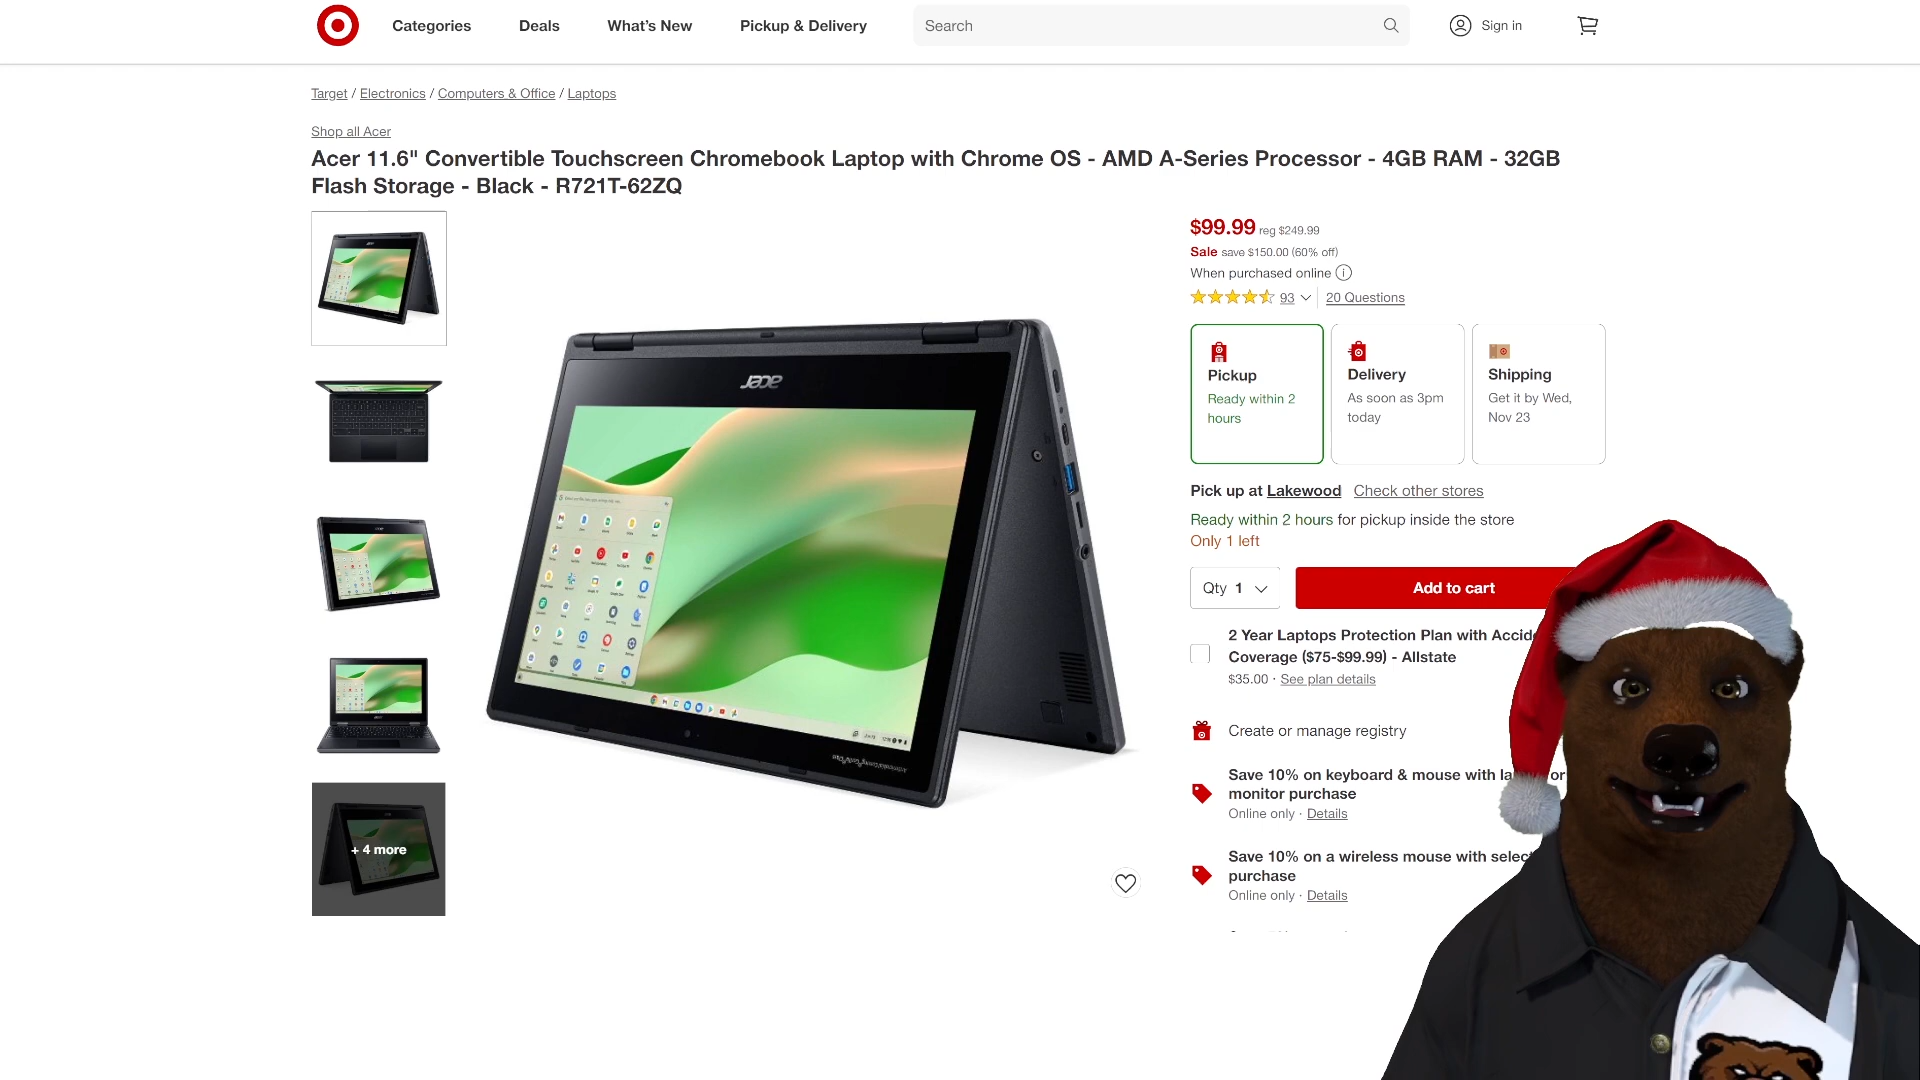 Categories
Deals
What's New
Pickup & Delivery
Search
Sign in
Target / Electronics / Computers & Office / Laptops
Shop all Acer
Acer 11.6" Convertible Touchscreen Chromebook Laptop with Chrome OS - AMD A-Series Processor - 4GB RAM - 32GB
Flash Storage - Black - R721T-62ZQ
$99.99 reg $249.99
Sale save $150.00 (60% off)
When purchased online
93
20 Questions
Pickup
Ready within 2
hours
Delivery
As soon as 3pm
today
Shipping
Get it by Wed,
Nov 23
Pick up at Lakewood Check other stores
Ready within 2 hours for pickup inside the store
Only 1 left
Qty 1
Add to cart
2 Year Laptops Protection Plan with
Coverage ($75-$99.99) - Allstate
$35.00 · See plan details
Create or manage registry
Save 10% on keyboard & mouse with or
monitor purchase
Online only · Details
Save 10% on a wireless mouse with
purchase
Online only · Details
+ 4 more
acer